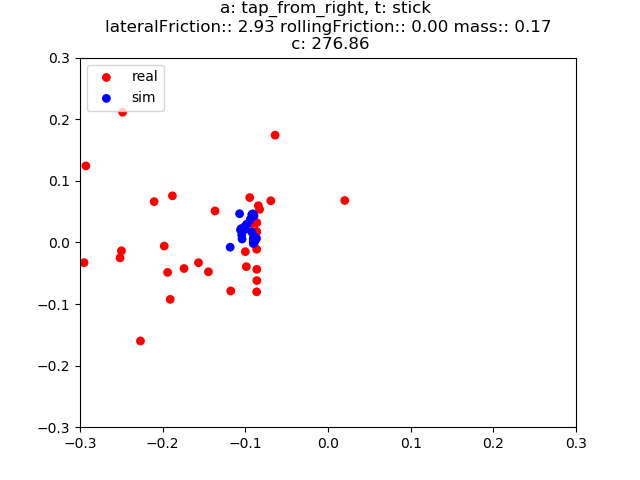 a: tap_from_right, t: stick
lateralFriction:: 2.93 rollingFriction:: 0.00 mass:: 0.17
c: 276.86
real
sim
0.3
0.2
0.1
0.0
−0.1
−0.2
−0.3
−0.3 −0.2 −0.1 0.0 0.1 0.2 0.3